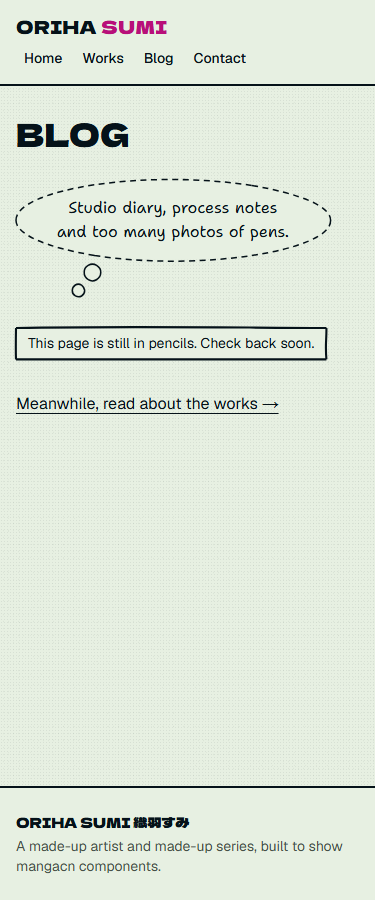 ORIHA SUMI
Home Works Blog Contact
BLOG
Studio diary, process notes
and too many photos of pens.
This page is still in pencils. Check back soon.
Meanwhile, read about the works →
ORIHA SUMI 織羽すみ
A made-up artist and made-up series, built to show
mangacn components.